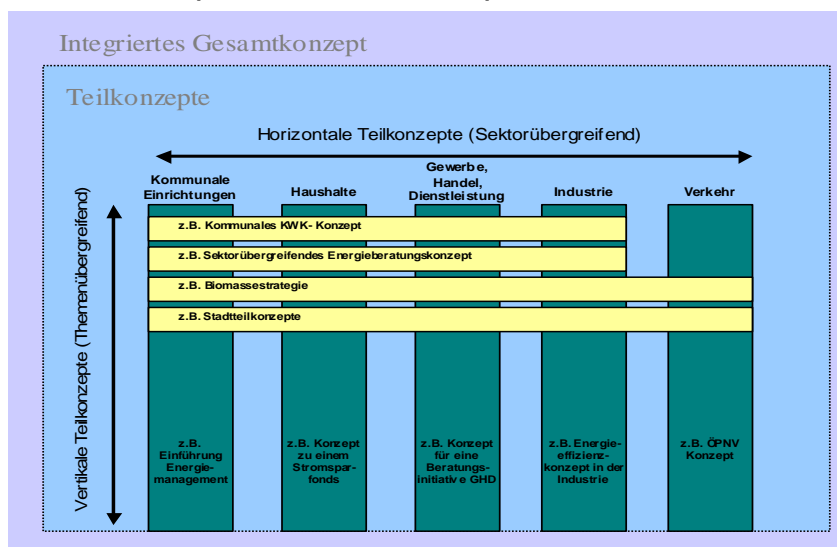 Integriertes Gesamtkonzept
Teilkonzepte
Horizontale Teilkonzepte (Sektorübergreifend)
Vertikale Teilkonzepte (Themenübergreifend)
Kommunale
Einrichtungen
Haushalte
Gewerbe,
Handel,
Dienstleistung
Industrie
Verkehr
z.B. Kommunales KWK- Konzept
z.B. Sektorübergreifendes Energieberatungskonzept
z.B. Biomassestrategie
z.B. Stadtteilkonzepte
z.B.
Einführung
Energie-
management
z.B. Konzept
zu einem
Stromspar-
fonds
z.B. Konzept
für eine
Beratungs-
initiative GHD
z.B. Energie-
effizienz-
konzept in der
Industrie
z.B. ÖPNV
Konzept